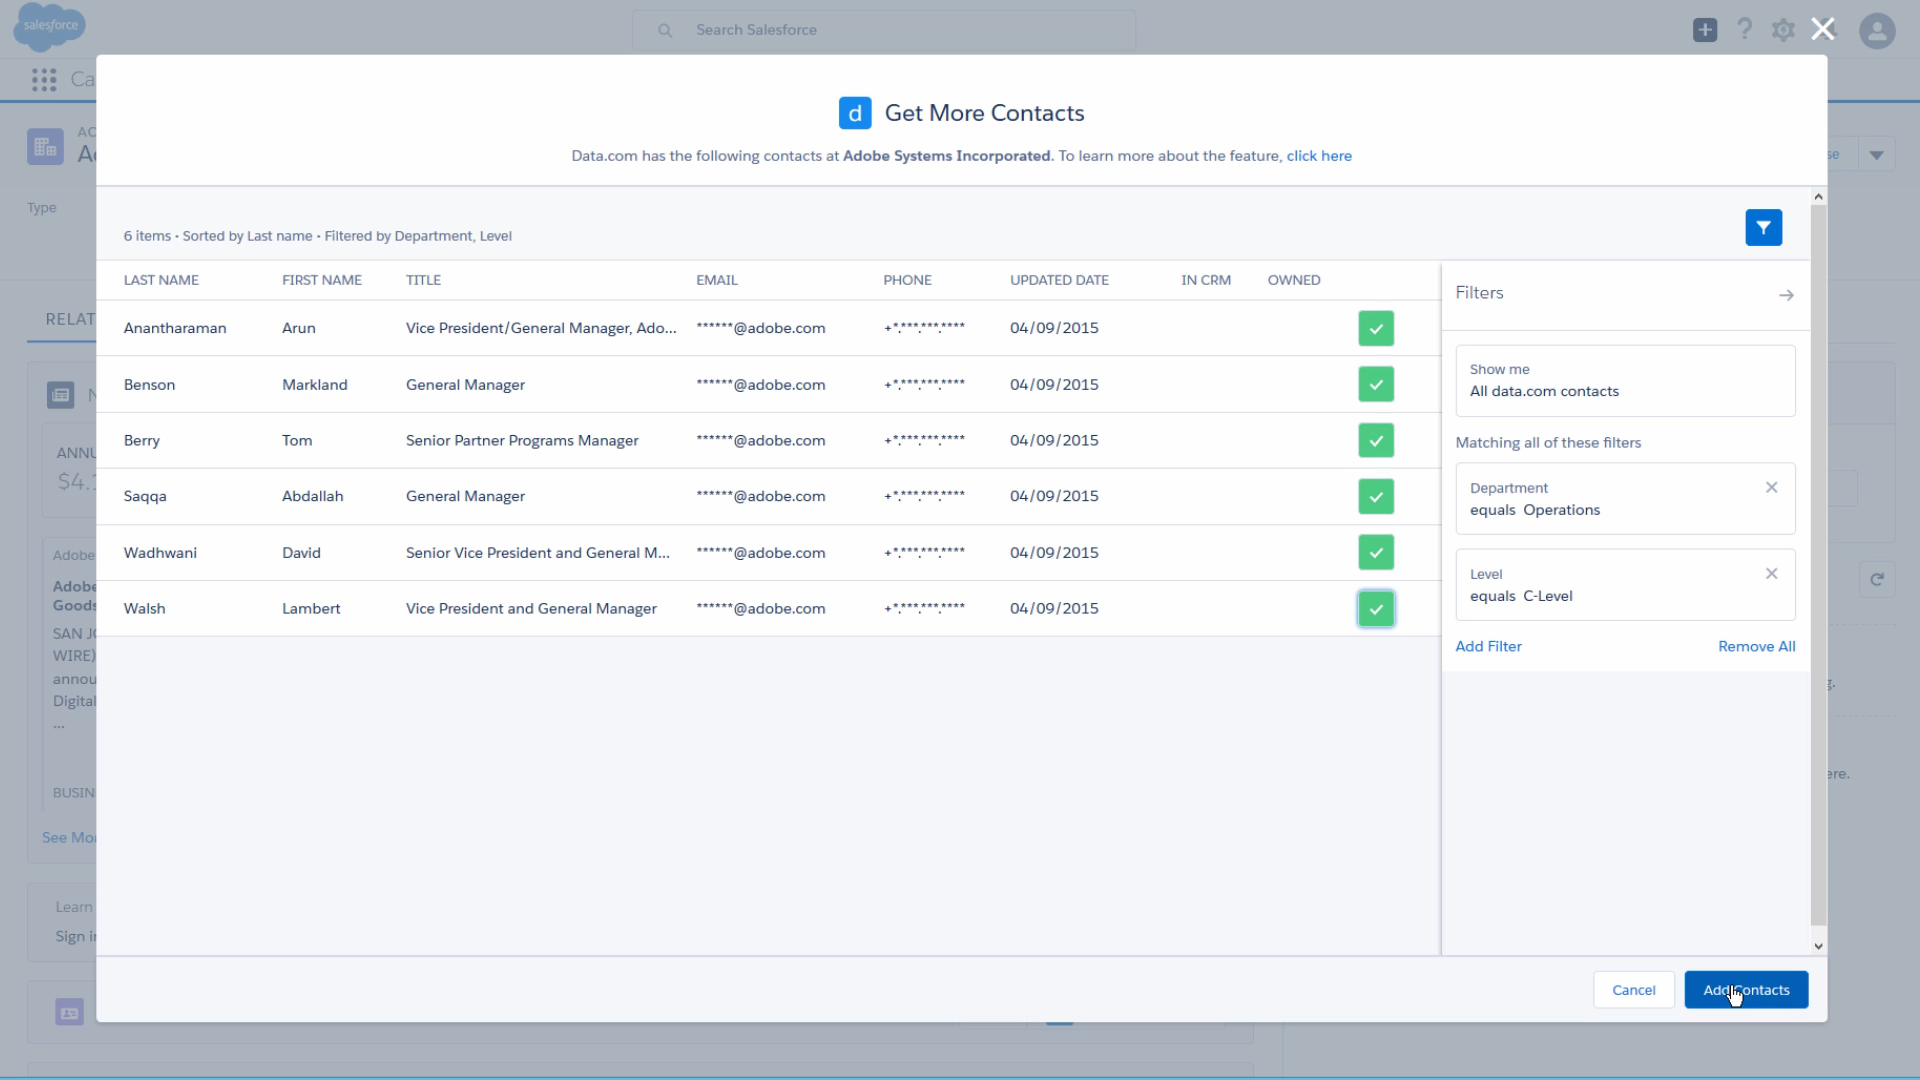 salesforce
Search Salesforce
Get More Contacts
Data.com has the following contacts at Adobe Systems Incorporated. To learn more about the feature, click here
Type
6 items • Sorted by Last name • Filtered by Department, Level
LAST NAME FIRST NAME TITLE EMAIL PHONE UPDATED DATE IN CRM OWNED
Anantharaman Arun Vice President/General Manager, Ado... ******@adobe.com +*.***.***.**** 04/09/2015
Benson Markland General Manager ******@adobe.com +*.***.***.**** 04/09/2015
Berry Tom Senior Partner Programs Manager ******@adobe.com +*.***.***.**** 04/09/2015
Saqqa Abdallah General Manager ******@adobe.com +*.***.***.**** 04/09/2015
Wadhwani David Senior Vice President and General M... ******@adobe.com +*.***.***.**** 04/09/2015
Walsh Lambert Vice President and General Manager ******@adobe.com +*.***.***.**** 04/09/2015
Filters
Show me
All data.com contacts
Matching all of these filters
Department
equals Operations
Level
equals C-Level
Add Filter Remove All
RELAT
ANNU
$4.
Adobe
Adobe
Goods
SAN J
WIRE)
annou
Digital
...
BUSIN
See Mo
Learn
Sign i
Cancel Add Contacts